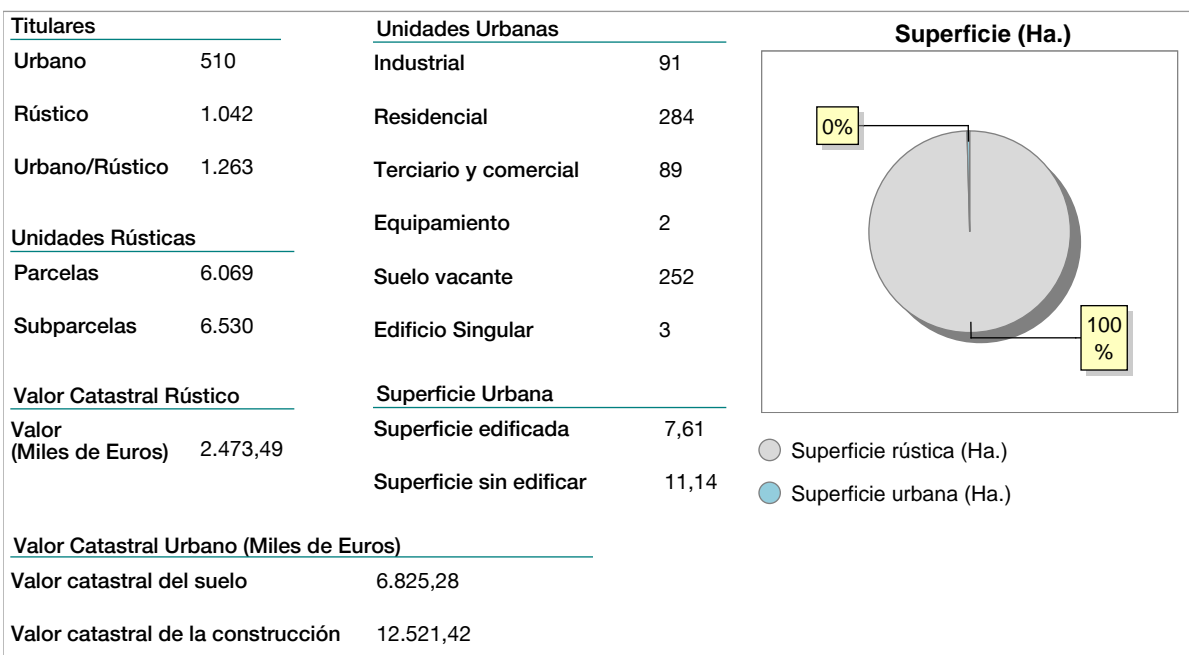 Titulares
Urbano 510
Rústico 1.042
Urbano/Rústico 1.263
Unidades Rústicas
Parcelas 6.069
Subparcelas 6.530
Valor Catastral Rústico
Valor
(Miles de Euros) 2.473,49
Unidades Urbanas
Industrial 91
Residencial 284
Terciario y comercial 89
Equipamiento 2
Suelo vacante 252
Edificio Singular 3
Superficie Urbana
Superficie edificada 7,61
Superficie sin edificar 11,14
Valor Catastral Urbano (Miles de Euros)
Valor catastral del suelo 6.825,28
Valor catastral de la construcción 12.521,42
Superficie (Ha.)
0%
100
%
Superficie rústica (Ha.)
Superficie urbana (Ha.)